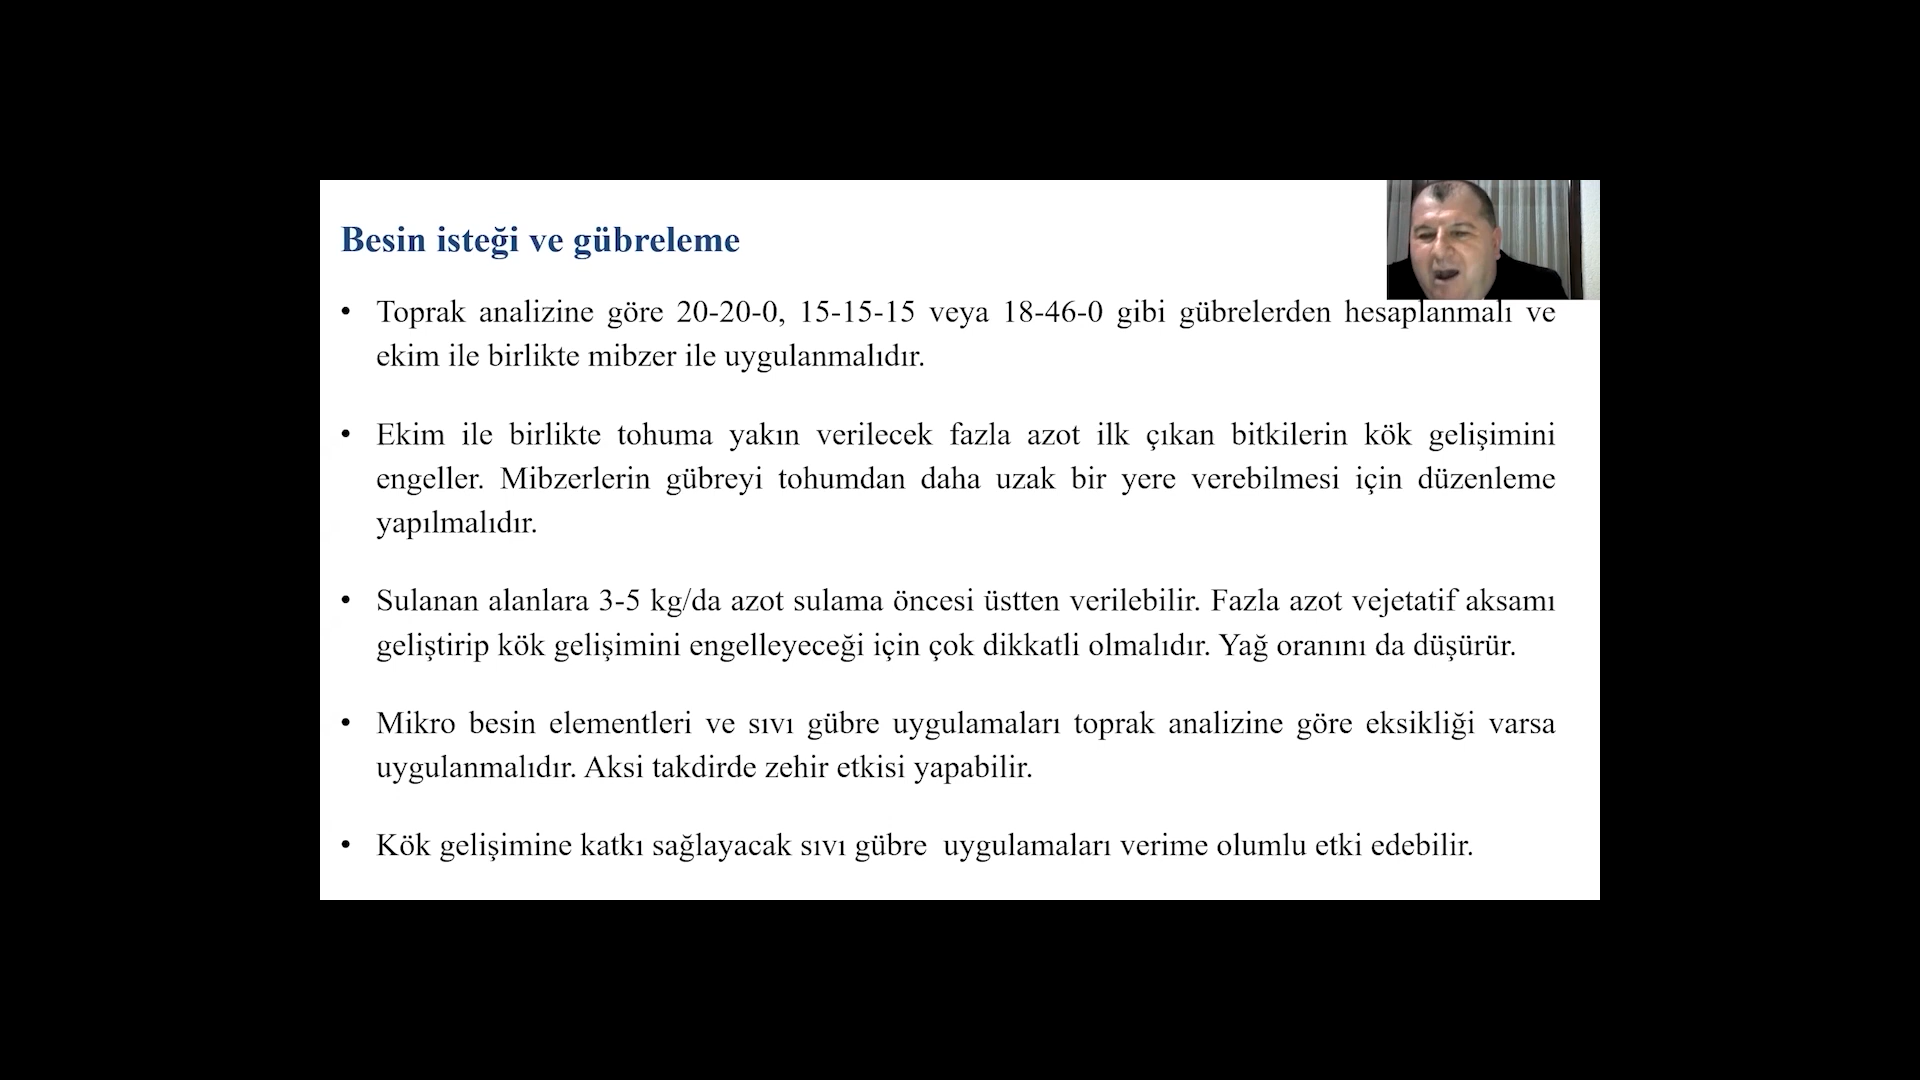 Besin isteği ve gübreleme
• Toprak analizine göre 20-20-0, 15-15-15 veya 18-46-0 gibi gübrelerden hesaplanmalı ve
ekim ile birlikte mibzer ile uygulanmalıdır.
• Ekim ile birlikte tohuma yakın verilecek fazla azot ilk çıkan bitkilerin kök gelişimini
engeller. Mibzerlerin gübreyi tohumdan daha uzak bir yere verebilmesi için düzenleme
yapılmalıdır.
• Sulanan alanlara 3-5 kg/da azot sulama öncesi üstten verilebilir. Fazla azot vejetatif aksamı
geliştirip kök gelişimini engelleyeceği için çok dikkatli olmalıdır. Yağ oranını da düşürür.
• Mikro besin elementleri ve sıvı gübre uygulamaları toprak analizine göre eksikliği varsa
uygulanmalıdır. Aksi takdirde zehir etkisi yapabilir.
• Kök gelişimine katkı sağlayacak sıvı gübre  uygulamaları verime olumlu etki edebilir.